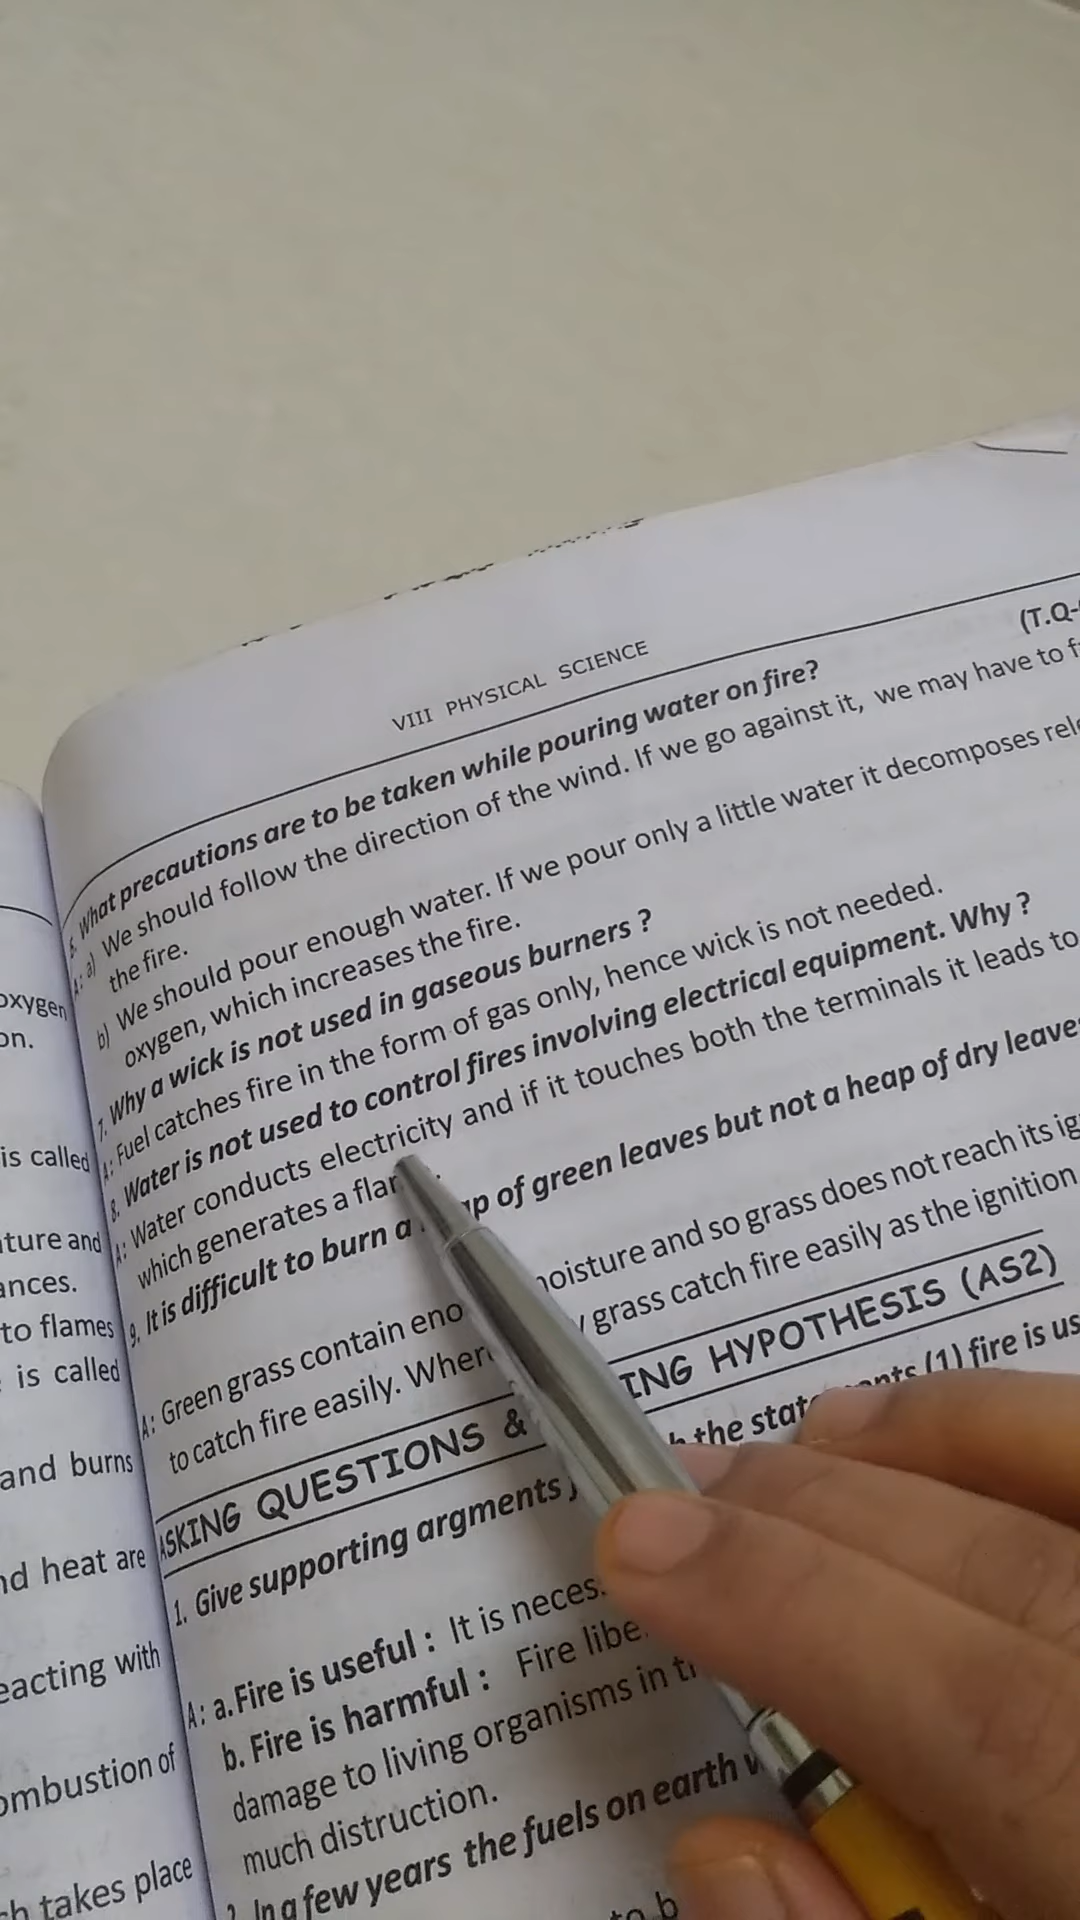 oxygen
on.
is called
ture and
ances.
to flames
is called
and burns
nd heat are
eacting with
ombustion of
ch takes place
VIII PHYSICAL SCIENCE
(T.Q-
What precautions are to be taken while pouring water on fire?
A: a) We should follow the direction of the wind. If we go against it, we may have to f
the fire.
b) We should pour enough water. If we pour only a little water it decomposes rel
oxygen, which increases the fire.
7. Why a wick is not used in gaseous burners ?
A: Fuel catches fire in the form of gas only, hence wick is not needed.
8. Water is not used to control fires involving electrical equipment. Why ?
A: Water conducts electricity and if it touches both the terminals it leads to
which generates a fla
9. It is difficult to burn a ap of green leaves but not a heap of dry leave
A: Green grass contain eno moisture and so grass does not reach its ig
to catch fire easily. Wher y grass catch fire easily as the ignition
ASKING QUESTIONS & ING HYPOTHESIS (AS2)
1. Give supporting argments the stat nts (1) fire is us
A: a. Fire is useful : It is neces
b. Fire is harmful : Fire libe
damage to living organisms in t
much distruction.
In a few years the fuels on earth
to b